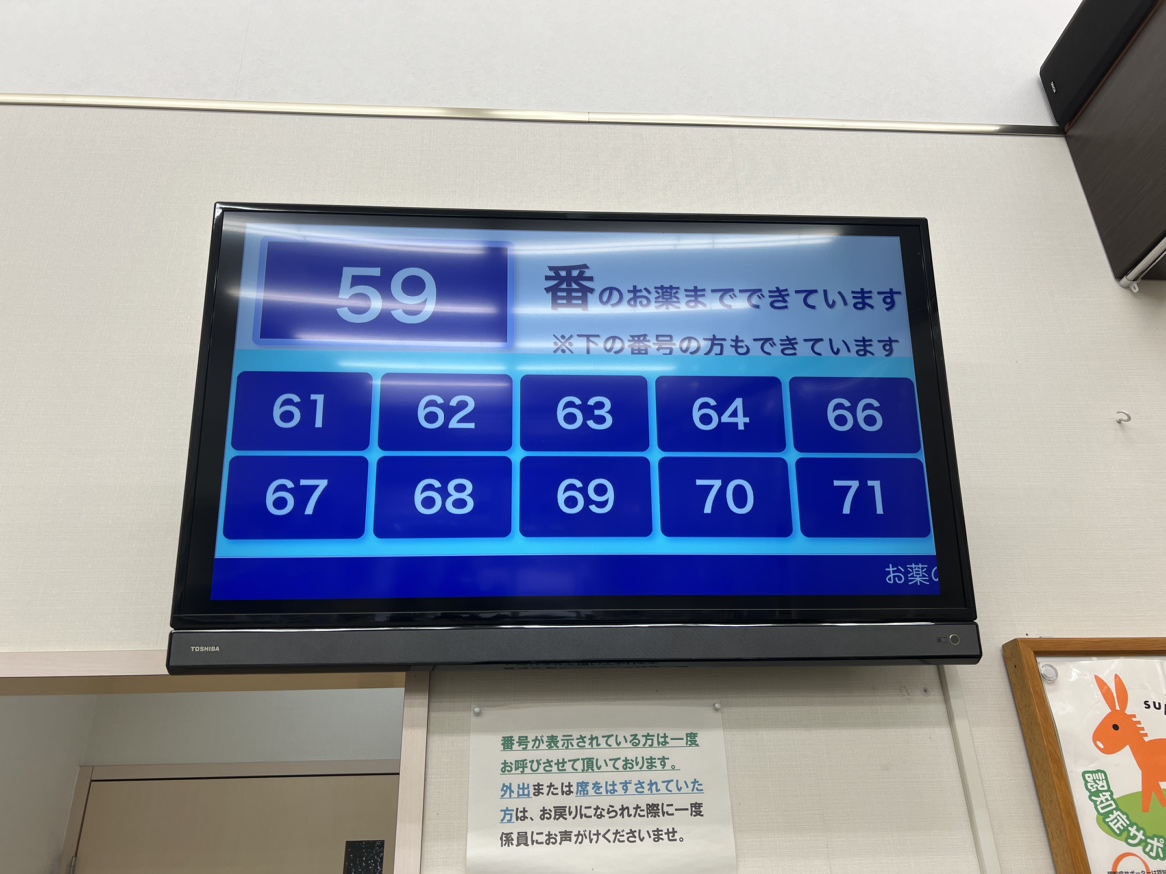 59 番のお薬までできています
※下の番号の方もできています
61 62 63 64 66
67 68 69 70 71
お薬の
TOSHIBA
番号が表示されている方は一度
お呼びさせて頂いております。
外出または席をはずされていた
方は、お戻りになられた際に一度
係員にお声がけくださいませ。
認知症サポ